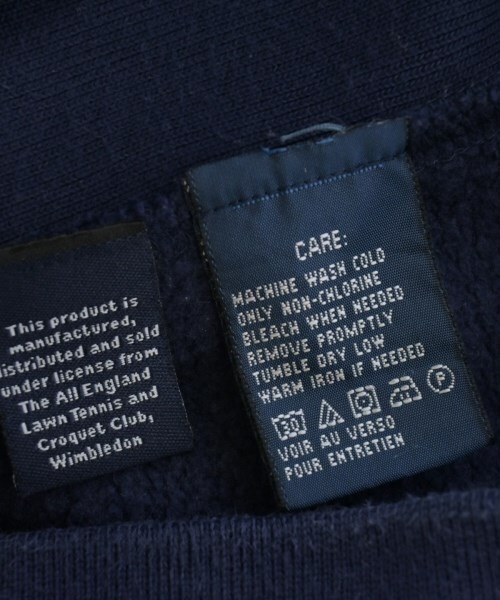 This product is
manufactured,
distributed and sold
under license from
The All England
Lawn Tennis and
Croquet Club,
Wimbledon
CARE:
MACHINE WASH COLD
ONLY NON-CHLORINE
BLEACH WHEN NEEDED
REMOVE PROMPTLY
TUMBLE DRY LOW
WARM IRON IF NEEDED
30 P
VOIR AU VERSO
POUR ENTRETIEN